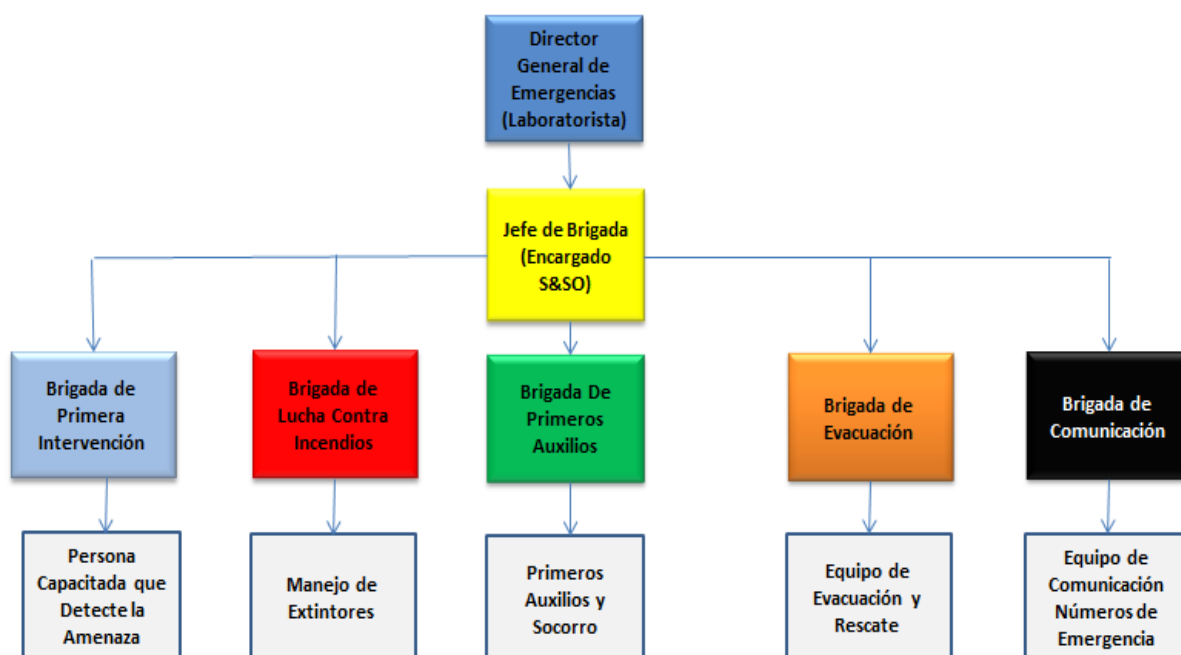 Director
General de
Emergencias
(Laboratorista)
Jefe de Brigada
(Encargado
S&SO)
Brigada de
Primera
Intervención
Brigada de
Lucha Contra
Incendios
Brigada De
Primeros
Auxilios
Brigada de
Evacuación
Brigada de
Comunicación
Persona
Capacitada que
Detecte la
Amenaza
Manejo de
Extintores
Primeros
Auxilios y
Socorro
Equipo de
Evacuación y
Rescate
Equipo de
Comunicación
Números de
Emergencia